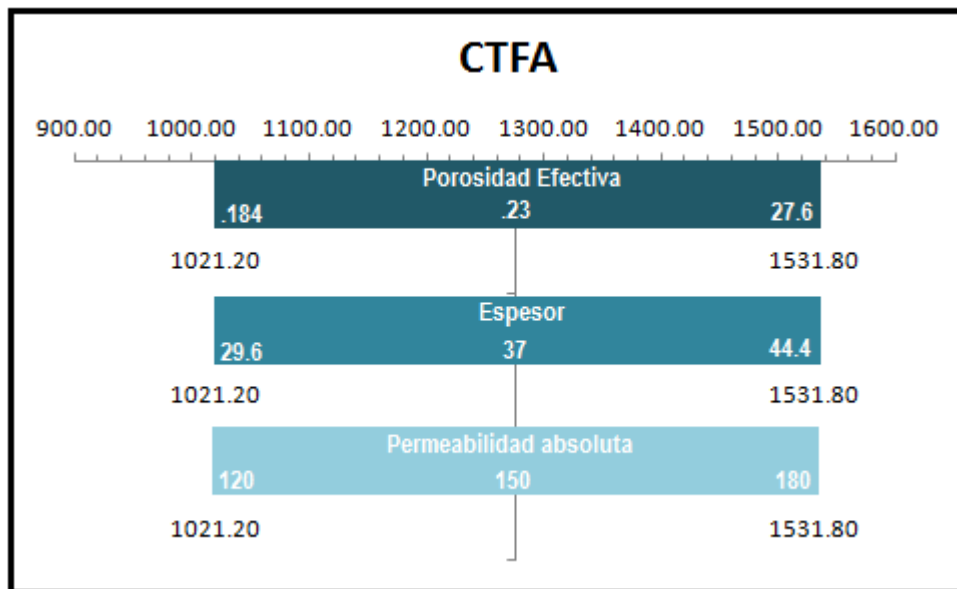 CTFA
900.00 1000.00 1100.00 1200.00 1300.00 1400.00 1500.00 1600.00
Porosidad Efectiva
.184 .23 27.6
1021.20 1531.80
Espesor
29.6 37 44.4
1021.20 1531.80
Permeabilidad absoluta
120 150 180
1021.20 1531.80